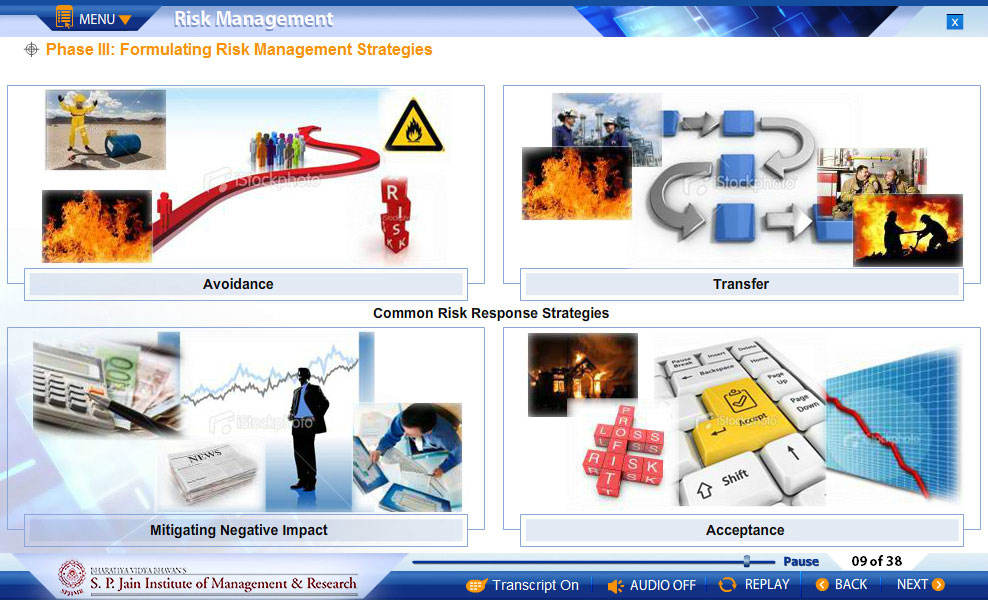 MENU
Risk Management
X
Phase III: Formulating Risk Management Strategies
iStockphoto
RISK
iStockphoto
Avoidance
Transfer
Common Risk Response Strategies
iStockphoto
NEWS
Pause Break
Insert
Delete
Backspace
Home
Page Up
Page Down
Accept
Shift
PROFIT
LOSS
RISK
iStockphoto
Mitigating Negative Impact
Acceptance
BHARATIYA VIDYA BHAVAN'S
S. P. Jain Institute of Management & Research
SPJIMR
Pause
09 of 38
Transcript On
AUDIO OFF
REPLAY
BACK
NEXT